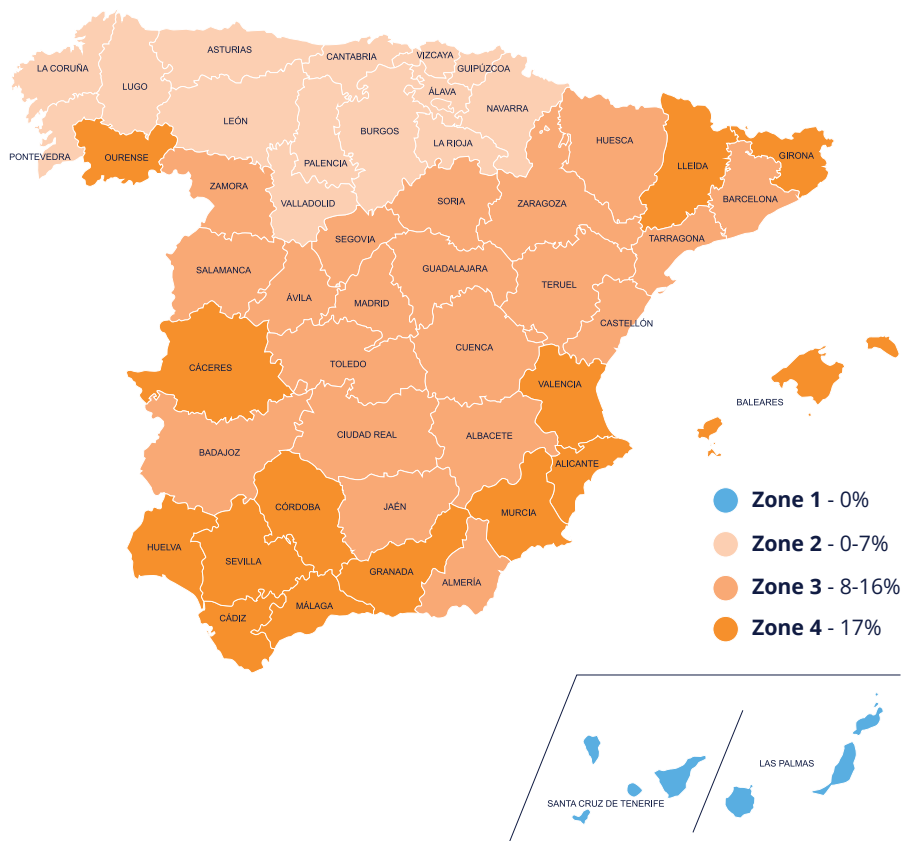 ASTURIAS
CANTABRIA
VIZCAYA
GUIPÚZCOA
LA CORUÑA
LUGO
ÁLAVA
NAVARRA
LEÓN
BURGOS
LA RIOJA
HUESCA
PONTEVEDRA
OURENSE
PALENCIA
LLEÍDA
GIRONA
ZAMORA
VALLADOLID
SORIA
ZARAGOZA
BARCELONA
SEGOVIA
TARRAGONA
SALAMANCA
GUADALAJARA
ÁVILA
MADRID
TERUEL
CASTELLÓN
CÁCERES
TOLEDO
CUENCA
VALENCIA
BALEARES
BADAJOZ
CIUDAD REAL
ALBACETE
ALICANTE
CÓRDOBA
JAÉN
MURCIA
HUELVA
SEVILLA
GRANADA
ALMERÍA
CÁDIZ
MÁLAGA
Zone 1 - 0%
Zone 2 - 0-7%
Zone 3 - 8-16%
Zone 4 - 17%
LAS PALMAS
SANTA CRUZ DE TENERIFE